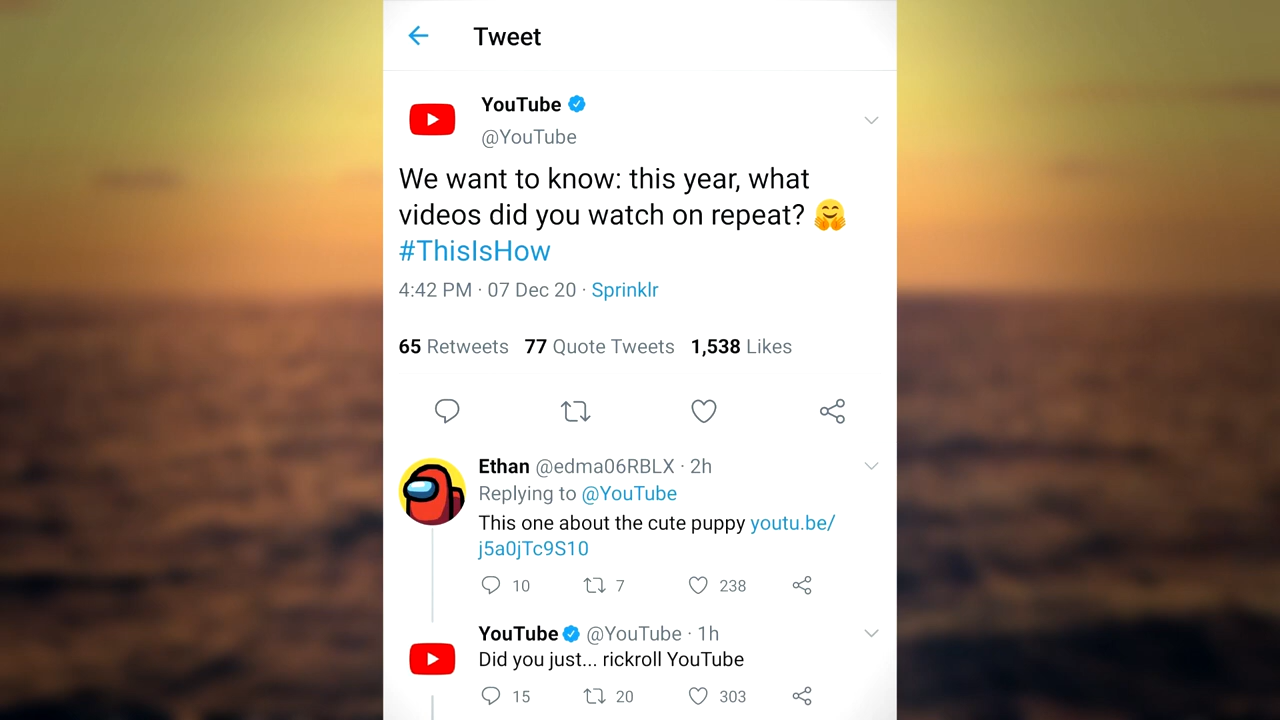 Tweet
YouTube
@YouTube
We want to know: this year, what
videos did you watch on repeat? 🤗
#ThisIsHow
4:42 PM · 07 Dec 20 · Sprinklr
65 Retweets 77 Quote Tweets 1,538 Likes
Ethan @edma06RBLX · 2h
Replying to @YouTube
This one about the cute puppy youtu.be/
j5a0jTc9S10
10 7 238
YouTube @YouTube · 1h
Did you just... rickroll YouTube
15 20 303